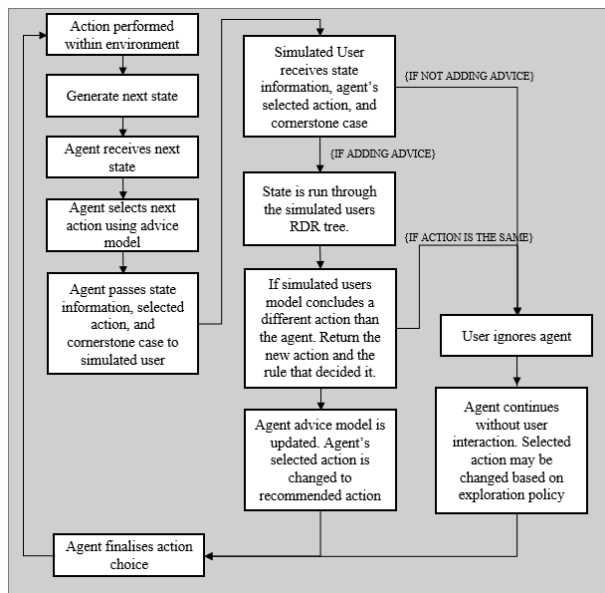 Action performed
within environment
Generate next state
Agent receives next
state
Agent selects next
action using advice
model
Agent passes state
information, selected
action, and
cornerstone case to
simulated user
Simulated User
receives state
information, agent's
selected action, and
cornerstone case
{IF NOT ADDING ADVICE}
{IF ADDING ADVICE}
State is run through
the simulated users
RDR tree.
{IF ACTION IS THE SAME}
If simulated users
model concludes a
different action than
the agent. Return the
new action and the
rule that decided it.
User ignores agent
Agent advice model is
updated. Agent's
selected action is
changed to
recommended action
Agent continues
without user
interaction. Selected
action may be
changed based on
exploration policy
Agent finalises action
choice